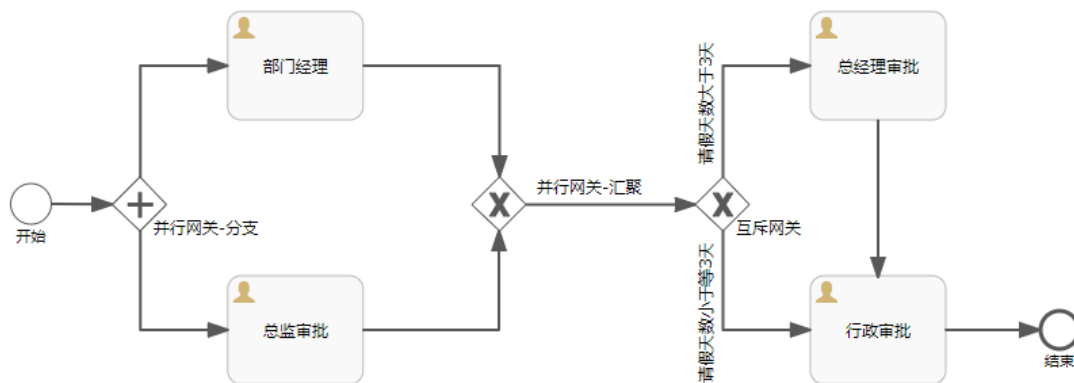 部门经理
总经理审批
请假天数大于3天
开始
并行网关-分支
并行网关-汇聚
互斥网关
请假天数小于等3天
总监审批
行政审批
结束